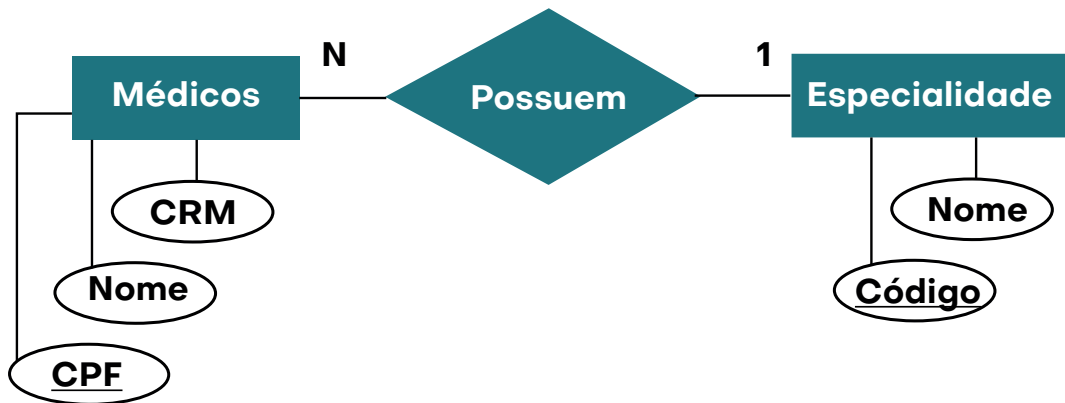 N
1
Médicos
Possuem
Especialidade
CRM
Nome
Nome
Código
CPF